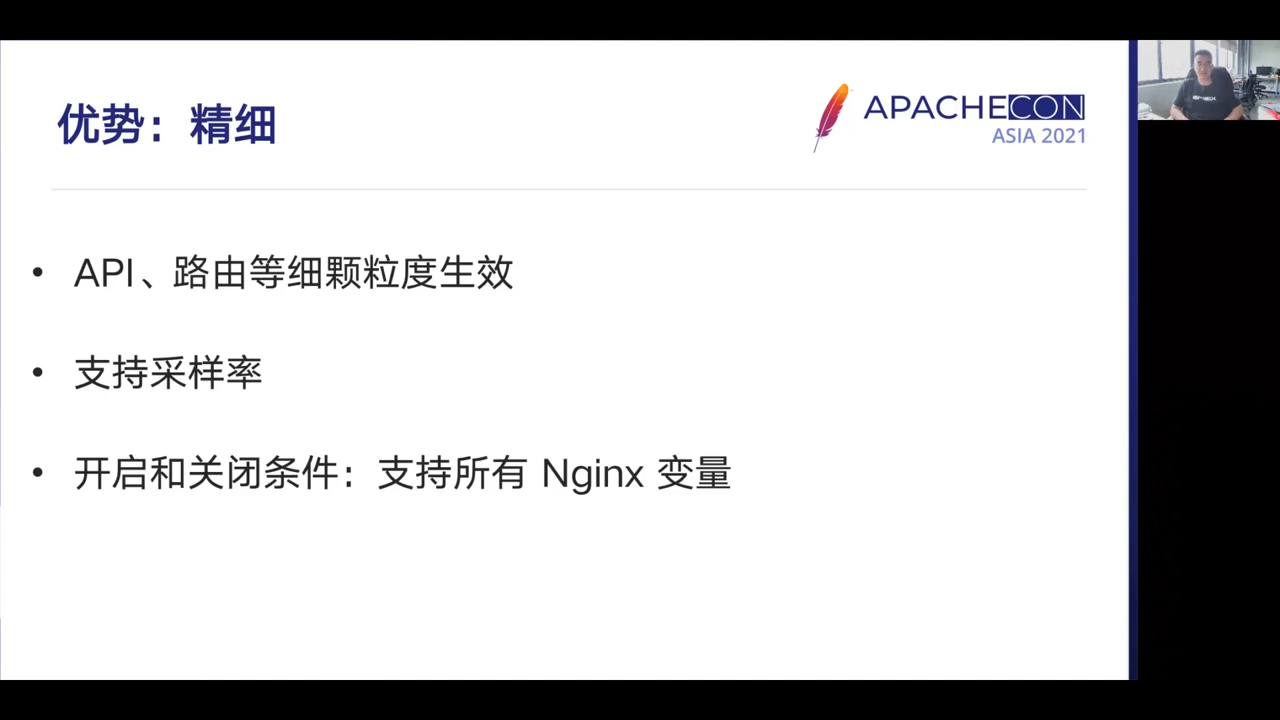 优势：精细
APACHECON
ASIA 2021
• API、路由等细颗粒度生效
• 支持采样率
• 开启和关闭条件：支持所有 Nginx 变量